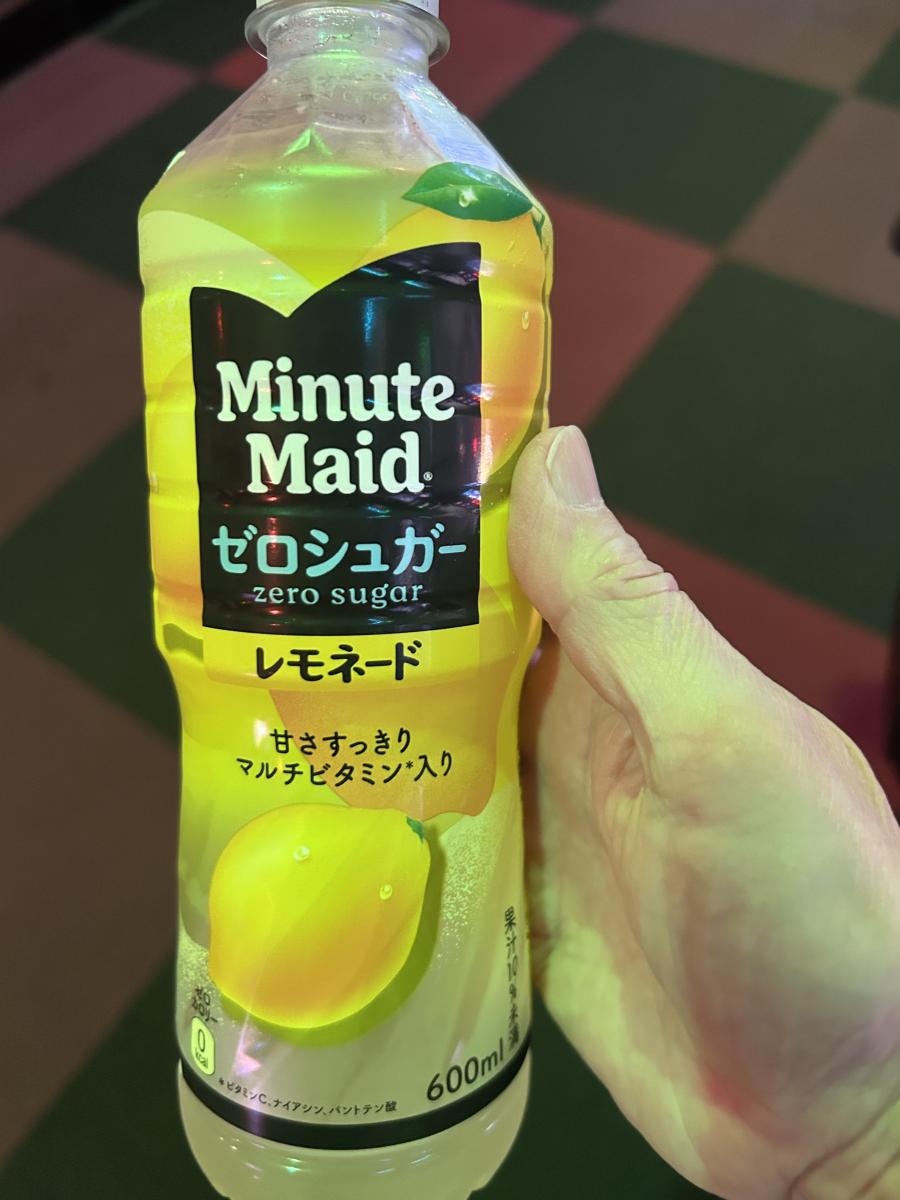 Minute
Maid®
ゼロシュガー
zero sugar
レモネード
甘さすっきり
マルチビタミン*入り
果汁10%未満
ゼロ
カロリー
0
kcal
600ml
*ビタミンC、ナイアシン、パントテン酸